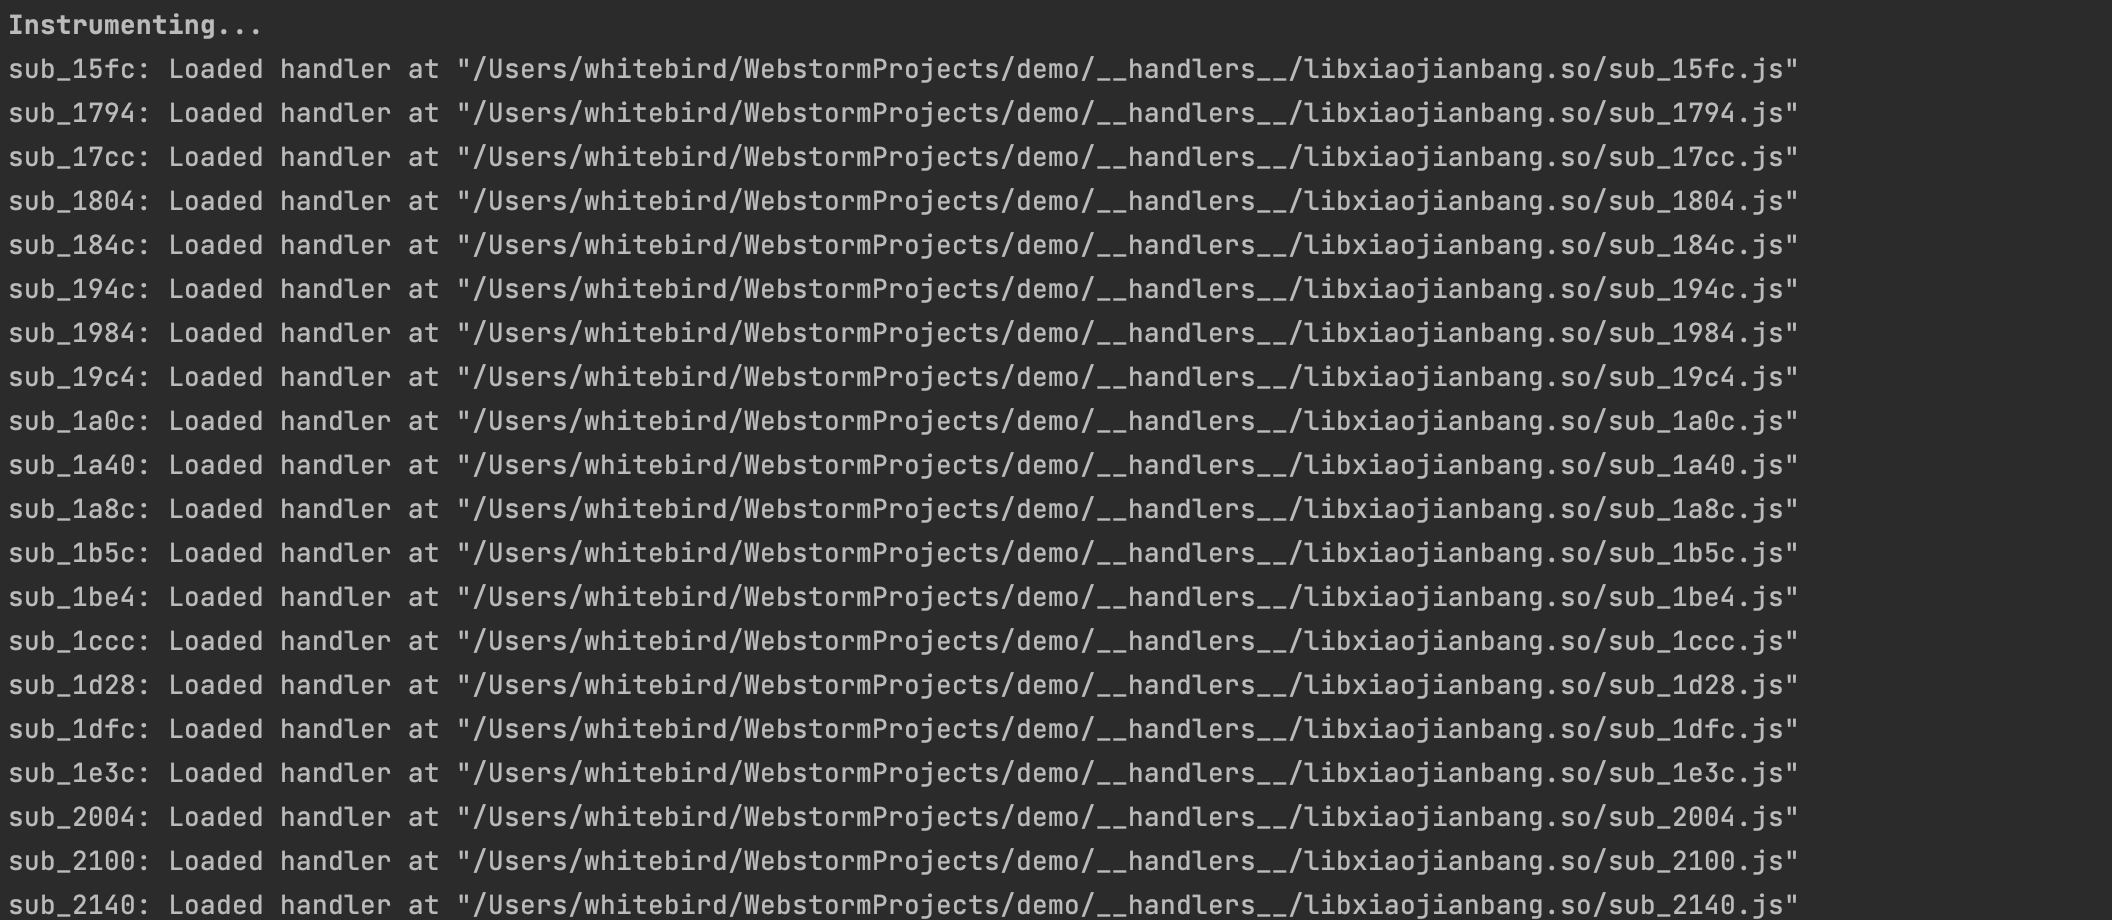 Instrumenting...
sub_15fc: Loaded handler at "/Users/whitebird/WebstormProjects/demo/__handlers__/libxiaojianbang.so/sub_15fc.js"
sub_1794: Loaded handler at "/Users/whitebird/WebstormProjects/demo/__handlers__/libxiaojianbang.so/sub_1794.js"
sub_17cc: Loaded handler at "/Users/whitebird/WebstormProjects/demo/__handlers__/libxiaojianbang.so/sub_17cc.js"
sub_1804: Loaded handler at "/Users/whitebird/WebstormProjects/demo/__handlers__/libxiaojianbang.so/sub_1804.js"
sub_184c: Loaded handler at "/Users/whitebird/WebstormProjects/demo/__handlers__/libxiaojianbang.so/sub_184c.js"
sub_194c: Loaded handler at "/Users/whitebird/WebstormProjects/demo/__handlers__/libxiaojianbang.so/sub_194c.js"
sub_1984: Loaded handler at "/Users/whitebird/WebstormProjects/demo/__handlers__/libxiaojianbang.so/sub_1984.js"
sub_19c4: Loaded handler at "/Users/whitebird/WebstormProjects/demo/__handlers__/libxiaojianbang.so/sub_19c4.js"
sub_1a0c: Loaded handler at "/Users/whitebird/WebstormProjects/demo/__handlers__/libxiaojianbang.so/sub_1a0c.js"
sub_1a40: Loaded handler at "/Users/whitebird/WebstormProjects/demo/__handlers__/libxiaojianbang.so/sub_1a40.js"
sub_1a8c: Loaded handler at "/Users/whitebird/WebstormProjects/demo/__handlers__/libxiaojianbang.so/sub_1a8c.js"
sub_1b5c: Loaded handler at "/Users/whitebird/WebstormProjects/demo/__handlers__/libxiaojianbang.so/sub_1b5c.js"
sub_1be4: Loaded handler at "/Users/whitebird/WebstormProjects/demo/__handlers__/libxiaojianbang.so/sub_1be4.js"
sub_1ccc: Loaded handler at "/Users/whitebird/WebstormProjects/demo/__handlers__/libxiaojianbang.so/sub_1ccc.js"
sub_1d28: Loaded handler at "/Users/whitebird/WebstormProjects/demo/__handlers__/libxiaojianbang.so/sub_1d28.js"
sub_1dfc: Loaded handler at "/Users/whitebird/WebstormProjects/demo/__handlers__/libxiaojianbang.so/sub_1dfc.js"
sub_1e3c: Loaded handler at "/Users/whitebird/WebstormProjects/demo/__handlers__/libxiaojianbang.so/sub_1e3c.js"
sub_2004: Loaded handler at "/Users/whitebird/WebstormProjects/demo/__handlers__/libxiaojianbang.so/sub_2004.js"
sub_2100: Loaded handler at "/Users/whitebird/WebstormProjects/demo/__handlers__/libxiaojianbang.so/sub_2100.js"
sub_2140: Loaded handler at "/Users/whitebird/WebstormProjects/demo/__handlers__/libxiaojianbang.so/sub_2140.js"